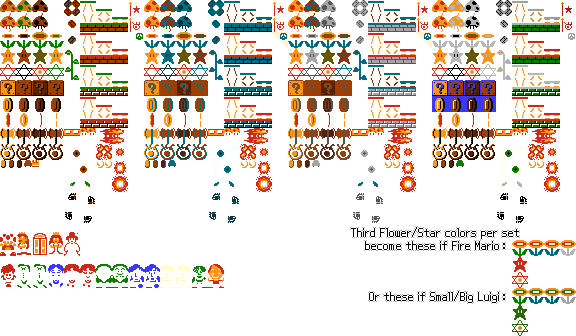 Third Flower/Star colors per set
become these if Fire Mario:
Or these if Small/Big Luigi: